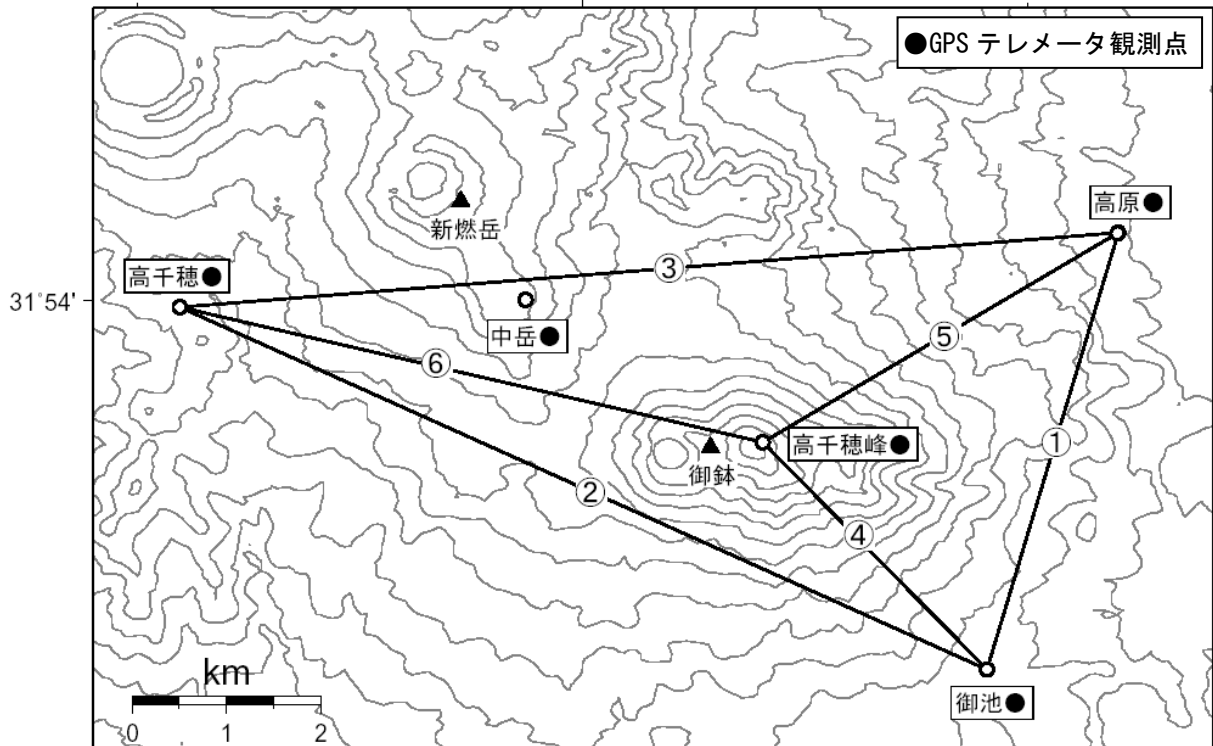 ●GPS テレメータ観測点
高原●
新燃岳
③
高千穂●
31°54'
中岳●
⑤
⑥
高千穂峰●
①
御鉢
②
④
km
御池●
0 1 2